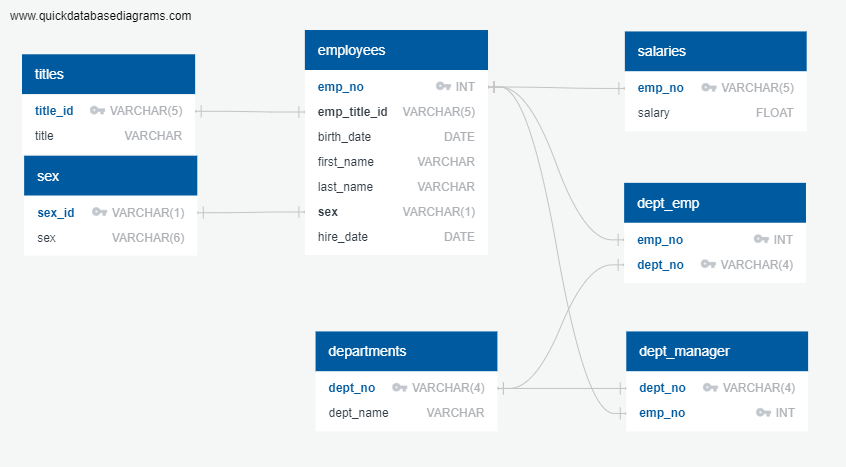 www.quickdatabasediagrams.com
titles
title_id VARCHAR(5)
title VARCHAR
sex
sex_id VARCHAR(1)
sex VARCHAR(6)
employees
emp_no INT
emp_title_id VARCHAR(5)
birth_date DATE
first_name VARCHAR
last_name VARCHAR
sex VARCHAR(1)
hire_date DATE
salaries
emp_no VARCHAR(5)
salary FLOAT
dept_emp
emp_no INT
dept_no VARCHAR(4)
departments
dept_no VARCHAR(4)
dept_name VARCHAR
dept_manager
dept_no VARCHAR(4)
emp_no INT